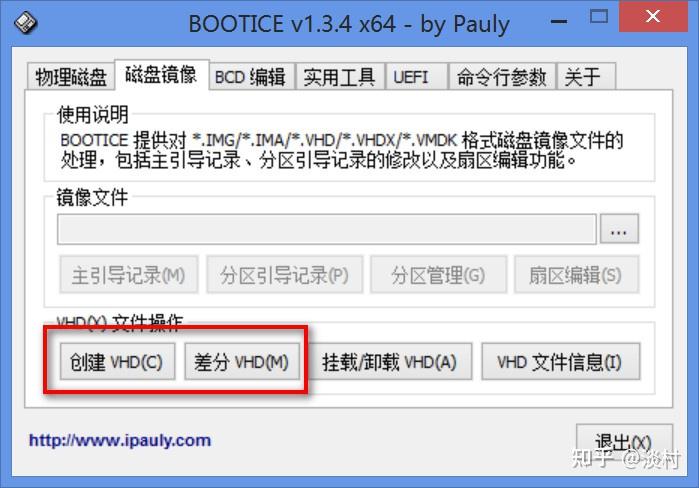 BOOTICE v1.3.4 x64 - by Pauly
物理磁盘 磁盘镜像 BCD 编辑 实用工具 UEFI 命令行参数 关于
使用说明
BOOTICE 提供对 *.IMG/*.IMA/*.VHD/*.VHDX/*.VMDK 格式磁盘镜像文件的
处理，包括主引导记录、分区引导记录的修改以及扇区编辑功能。
镜像文件
...
主引导记录(M) 分区引导记录(P) 分区管理(G) 扇区编辑(S)
VHD(X) 文件操作
创建 VHD(C) 差分 VHD(M) 挂载/卸载 VHD(A) VHD 文件信息(I)
http://www.ipauly.com
退出(X)
知乎 @淡村